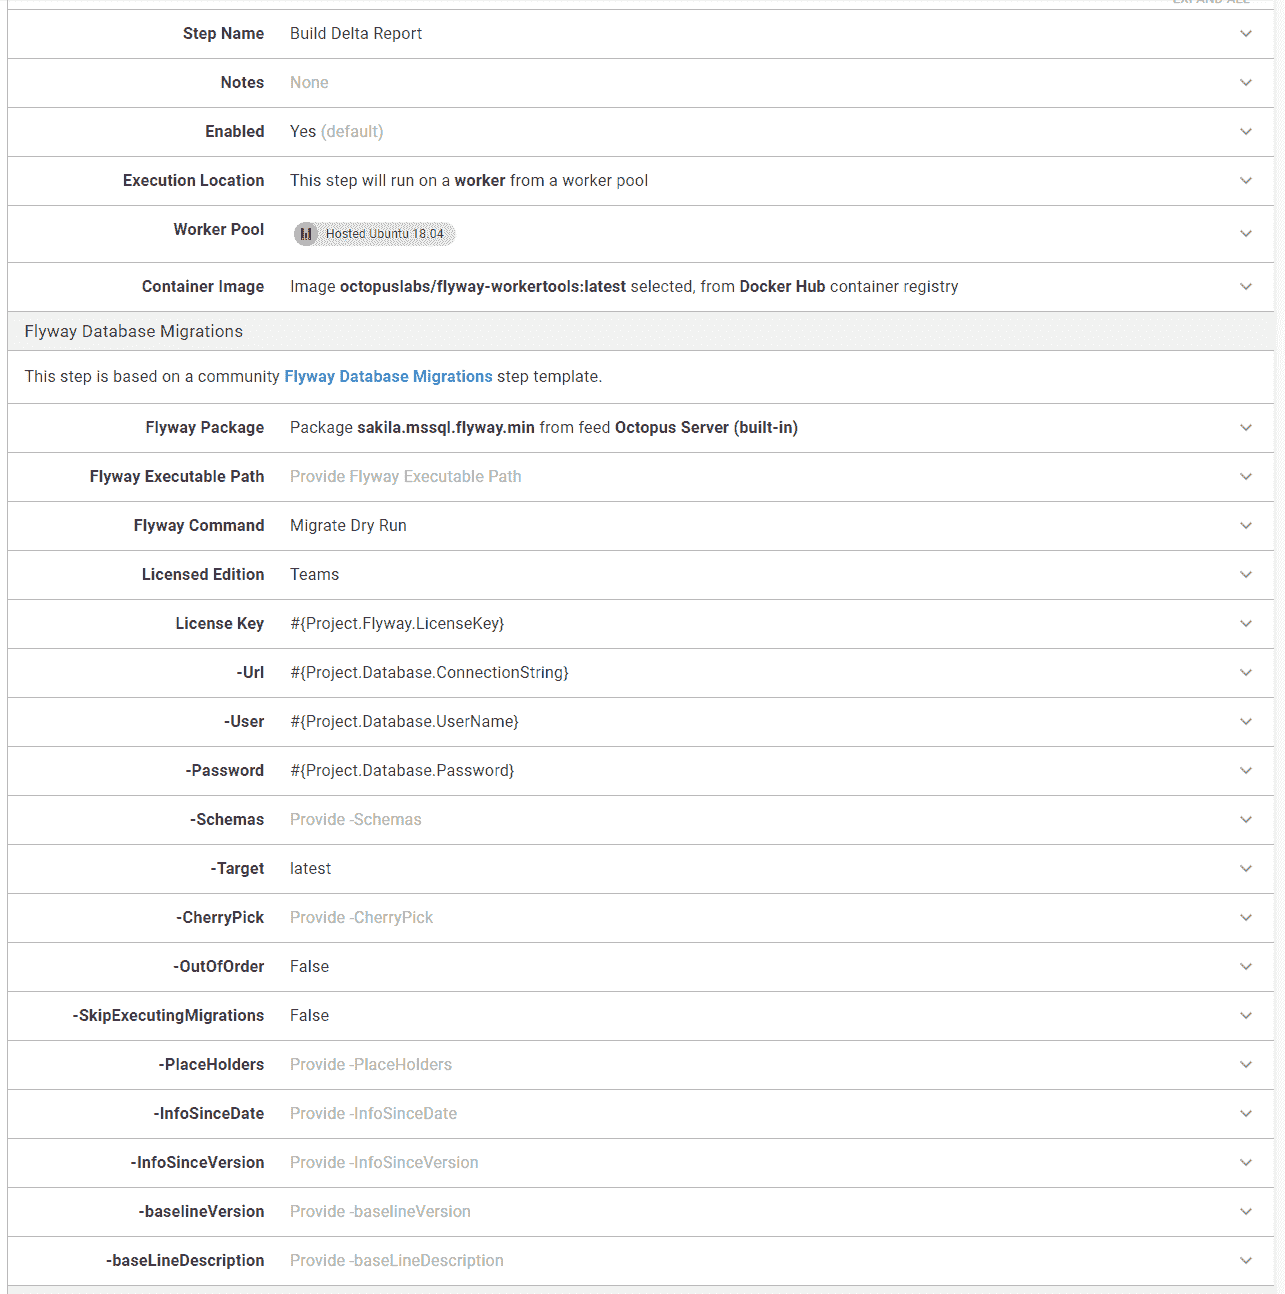 EXPAND ALL
Step Name Build Delta Report
Notes None
Enabled Yes (default)
Execution Location This step will run on a worker from a worker pool
Worker Pool Hosted Ubuntu 18.04
Container Image Image octopuslabs/flyway-workertools:latest selected, from Docker Hub container registry
Flyway Database Migrations
This step is based on a community Flyway Database Migrations step template.
Flyway Package Package sakila.mssql.flyway.min from feed Octopus Server (built-in)
Flyway Executable Path Provide Flyway Executable Path
Flyway Command Migrate Dry Run
Licensed Edition Teams
License Key #{Project.Flyway.LicenseKey}
-Url #{Project.Database.ConnectionString}
-User #{Project.Database.UserName}
-Password #{Project.Database.Password}
-Schemas Provide -Schemas
-Target latest
-CherryPick Provide -CherryPick
-OutOfOrder False
-SkipExecutingMigrations False
-PlaceHolders Provide -PlaceHolders
-InfoSinceDate Provide -InfoSinceDate
-InfoSinceVersion Provide -InfoSinceVersion
-baselineVersion Provide -baselineVersion
-baseLineDescription Provide -baseLineDescription